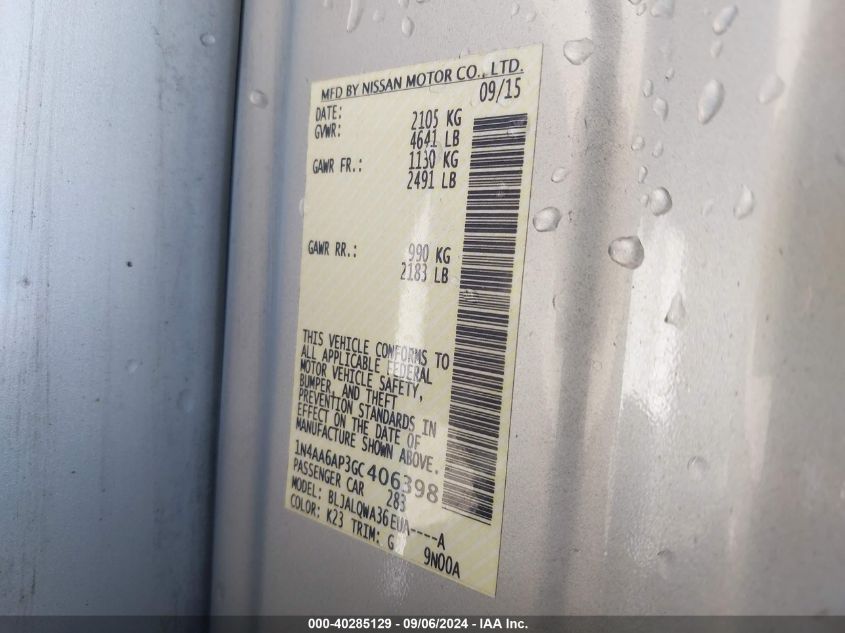 MFD BY NISSAN MOTOR CO., LTD.
DATE: 09/15
GVWR: 2105 KG
4641 LB
GAWR FR.: 1130 KG
2491 LB
GAWR RR.: 990 KG
2183 LB
THIS VEHICLE CONFORMS TO
ALL APPLICABLE FEDERAL
MOTOR VEHICLE SAFETY,
BUMPER, AND THEFT
PREVENTION STANDARDS IN
EFFECT ON THE DATE OF
MANUFACTURE SHOWN ABOVE.
1N4AA6AP3GC406398
PASSENGER CAR 283
MODEL: BLJALQWA36EUA----A
COLOR: K23 TRIM: G 9N00A
000-40285129 - 09/06/2024 - IAA Inc.